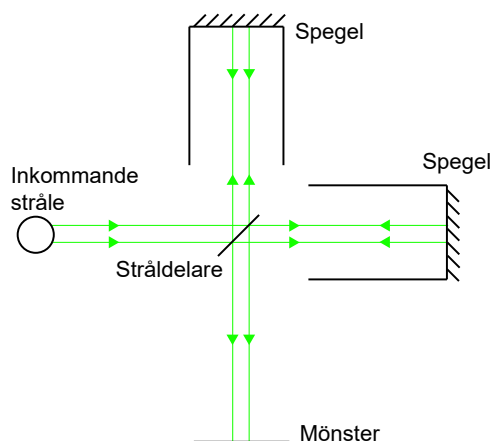 Spegel
Spegel
Inkommande
stråle
Stråldelare
Mönster